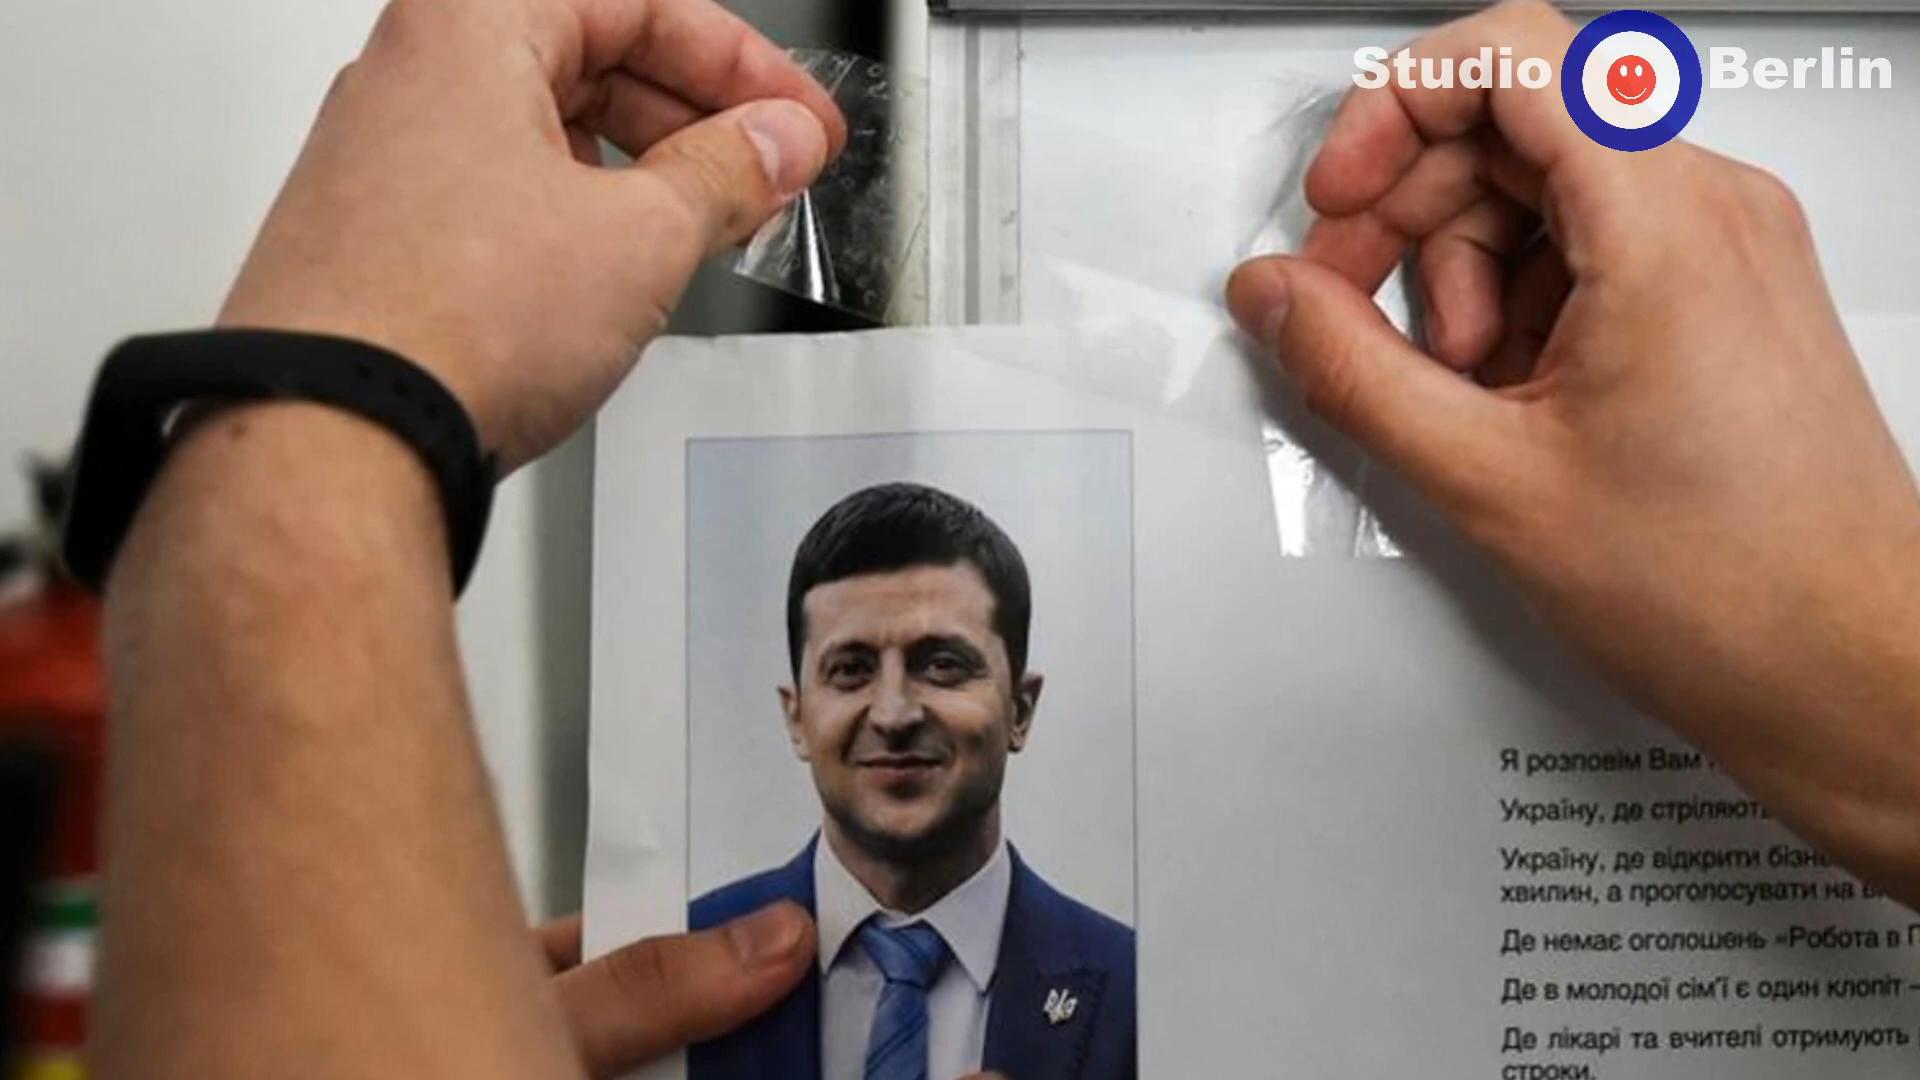 Studio Berlin
Я розповім Вам
Україну, де стріляють
Україну, де відкрити
хвилин, а проголосувати на
Де немає оголошень «Робота в
Де в молодої сім'ї є один клопіт –
Де лікарі та вчителі отримують
строки.